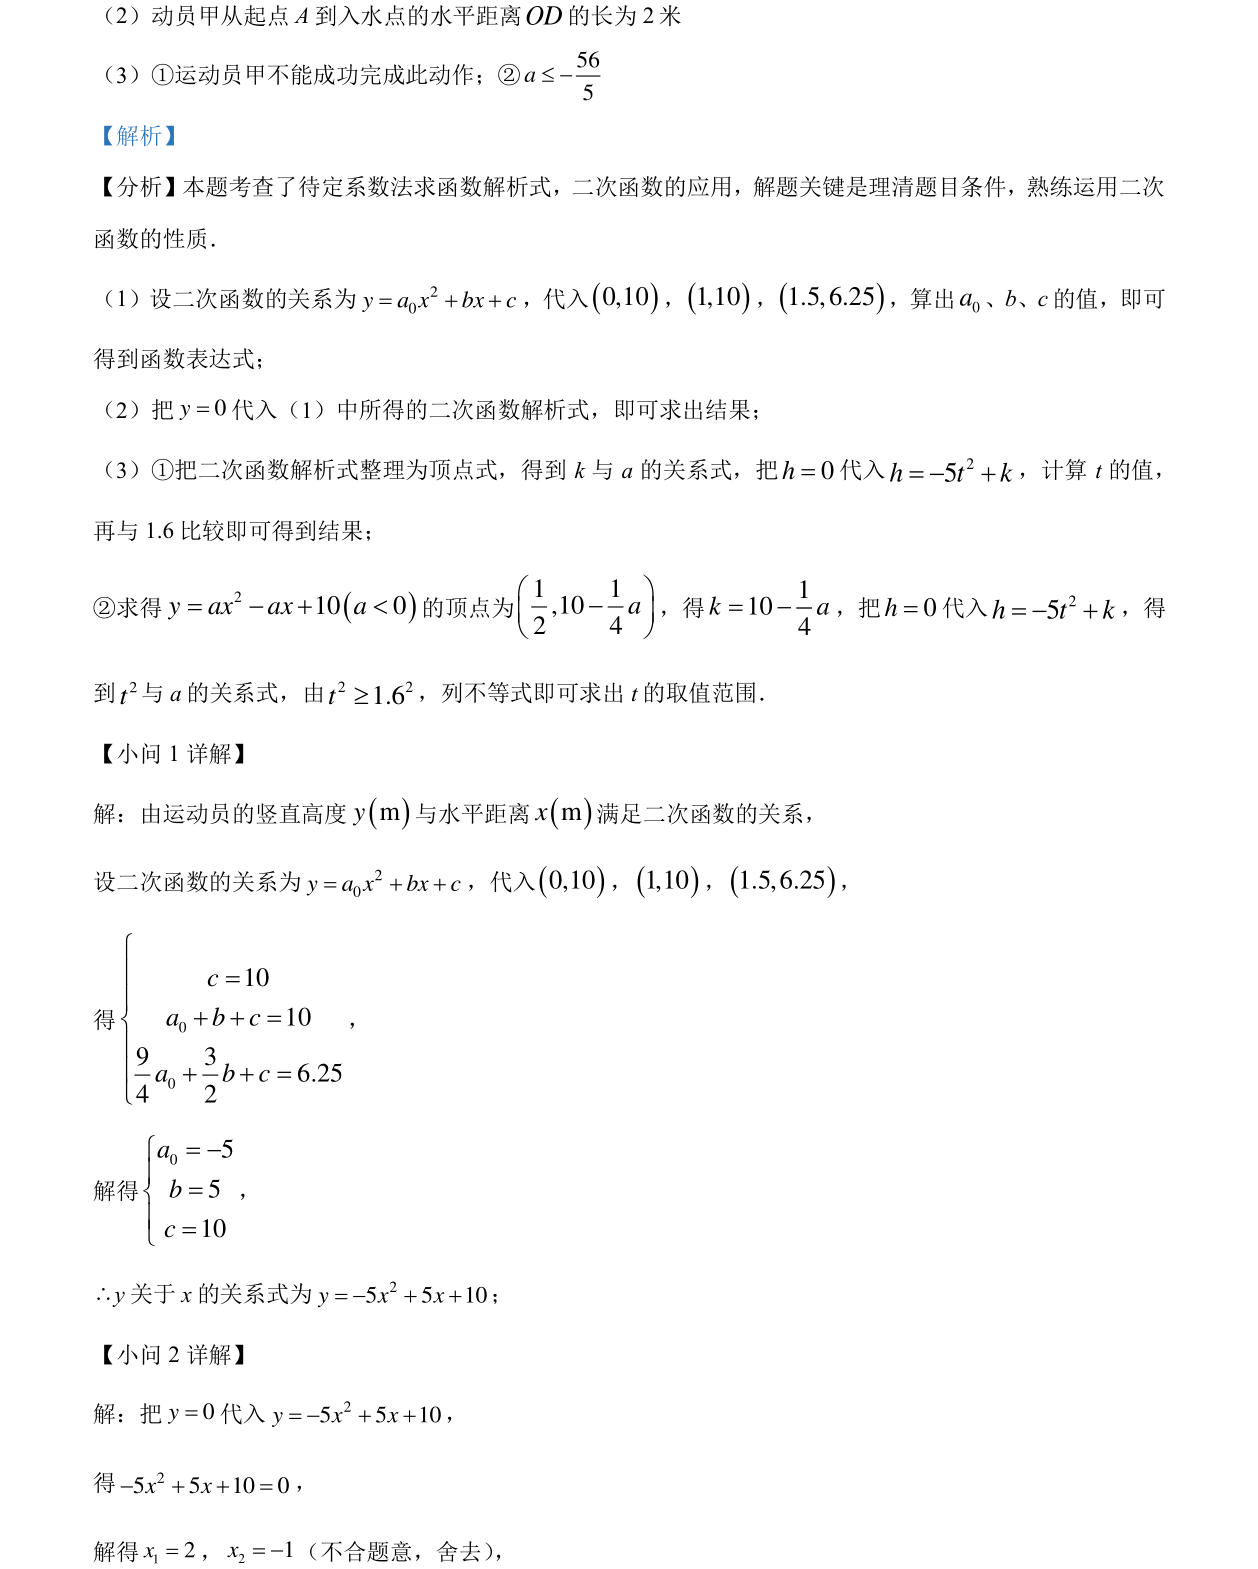 （2）动员甲从起点 A 到入水点的水平距离 OD 的长为 2 米
（3）①运动员甲不能成功完成此动作；② a ≤ −56/5
【解析】
【分析】本题考查了待定系数法求函数解析式，二次函数的应用，解题关键是理清题目条件，熟练运用二次
函数的性质．
（1）设二次函数的关系为 y = a₀x² + bx + c，代入 (0,10)，(1,10)，(1.5,6.25)，算出 a₀、b、c 的值，即可
得到函数表达式；
（2）把 y = 0 代入（1）中所得的二次函数解析式，即可求出结果；
（3）①把二次函数解析式整理为顶点式，得到 k 与 a 的关系式，把 h = 0 代入 h = −5t² + k，计算 t 的值，
再与 1.6 比较即可得到结果；
②求得 y = ax² − ax + 10(a < 0) 的顶点为 (1/2, 10 − 1/4 a)，得 k = 10 − 1/4 a，把 h = 0 代入 h = −5t² + k，得
到 t² 与 a 的关系式，由 t² ≥ 1.6²，列不等式即可求出 t 的取值范围．
【小问 1 详解】
解：由运动员的竖直高度 y(m) 与水平距离 x(m) 满足二次函数的关系，
设二次函数的关系为 y = a₀x² + bx + c，代入 (0,10)，(1,10)，(1.5,6.25)，
得 { c = 10
a₀ + b + c = 10，
9/4 a₀ + 3/2 b + c = 6.25
解得 { a₀ = −5
b = 5，
c = 10
∴y 关于 x 的关系式为 y = −5x² + 5x + 10；
【小问 2 详解】
解：把 y = 0 代入 y = −5x² + 5x + 10，
得 −5x² + 5x + 10 = 0，
解得 x₁ = 2，x₂ = −1（不合题意，舍去），